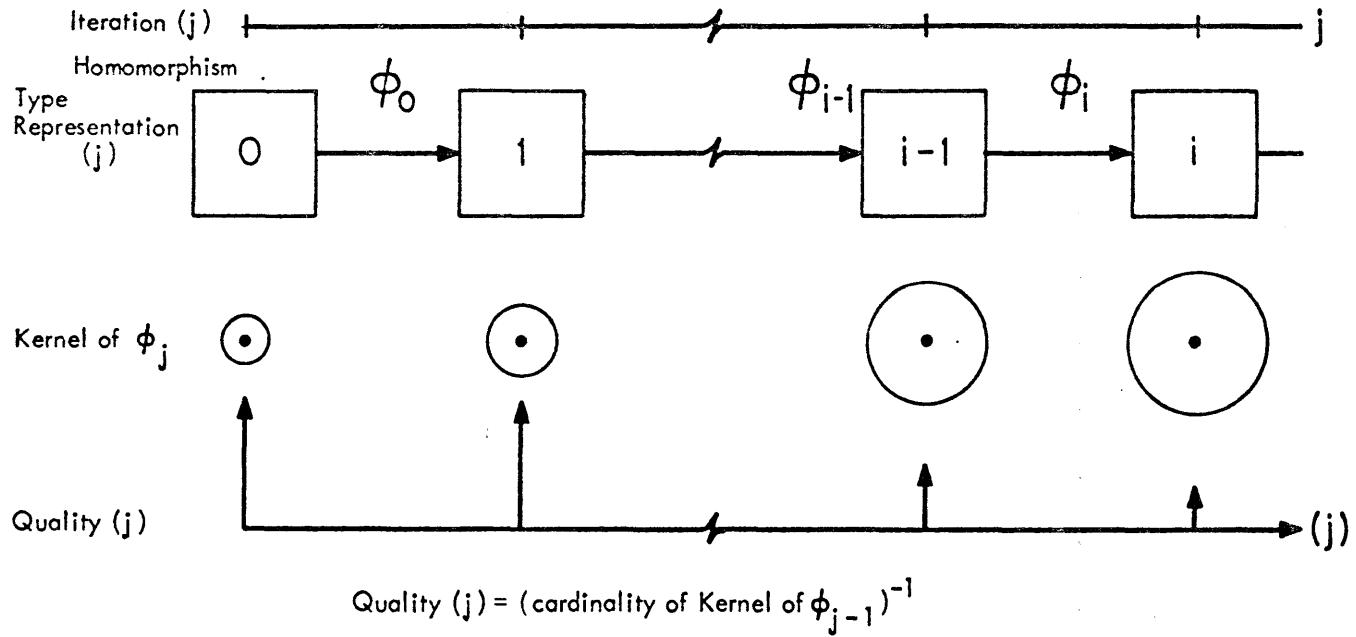 Iteration (j)
j
Homomorphism
ϕ₀
ϕᵢ₋₁
ϕᵢ
Type
Representation
(j)
0
1
i-1
i
Kernel of ϕⱼ
Quality (j)
(j)
Quality (j) = (cardinality of Kernel of ϕⱼ₋₁)⁻¹